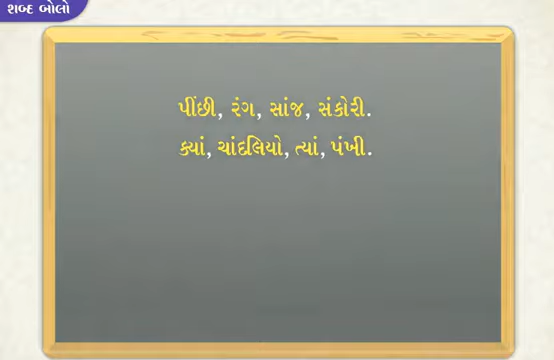 શબ્દ બોલો
પીંછી, રંગ, સાંજ, સંકોરી.
ક્યાં, ચાંદલિયો, ત્યાં, પંખી.